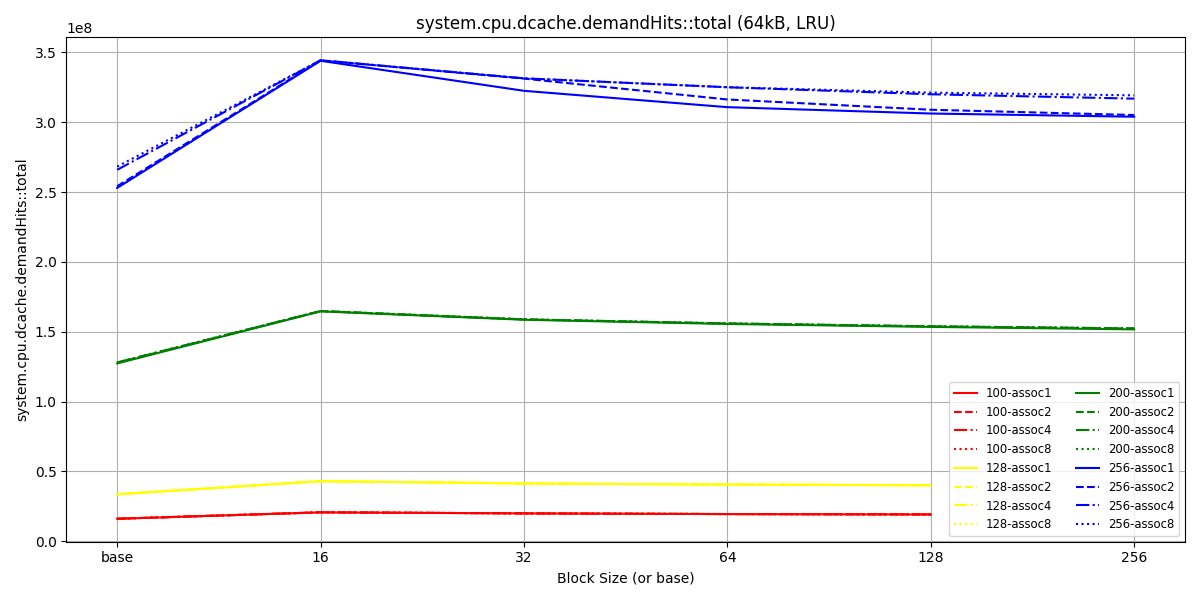 system.cpu.dcache.demandHits::total (64kB, LRU)
1e8
3.5
3.0
2.5
2.0
1.5
1.0
0.5
0.0
system.cpu.dcache.demandHits::total
base 16 32 64 128 256
Block Size (or base)
100-assoc1
100-assoc2
100-assoc4
100-assoc8
128-assoc1
128-assoc2
128-assoc4
128-assoc8
200-assoc1
200-assoc2
200-assoc4
200-assoc8
256-assoc1
256-assoc2
256-assoc4
256-assoc8